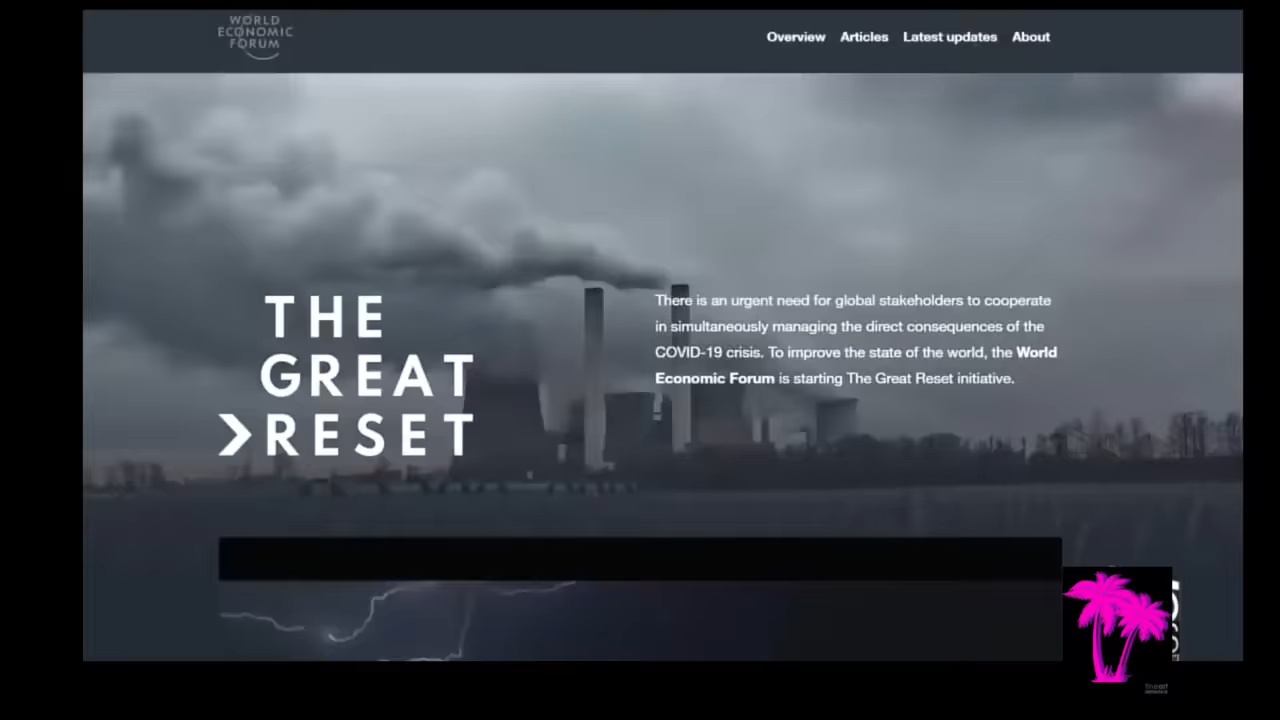 WORLD
ECONOMIC
FORUM
Overview Articles Latest updates About
THE
GREAT
RESET
There is an urgent need for global stakeholders to cooperate
in simultaneously managing the direct consequences of the
COVID-19 crisis. To improve the state of the world, the World
Economic Forum is starting The Great Reset initiative.